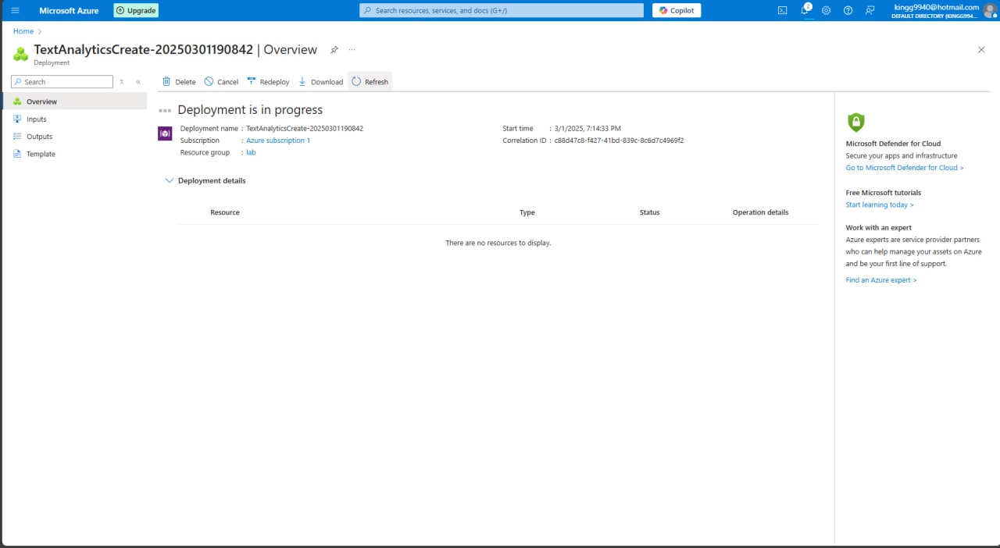 Microsoft Azure
Upgrade
Search resources, services, and docs (G+/)
Copilot
2
kingg9940@hotmail.com
DEFAULT DIRECTORY (KINGG994...
Home >
TextAnalyticsCreate-20250301190842 | Overview
Deployment
Search
Delete
Cancel
Redeploy
Download
Refresh
Overview
Inputs
Outputs
Template
Deployment is in progress
Deployment name : TextAnalyticsCreate-20250301190842
Subscription : Azure subscription 1
Resource group : lab
Start time : 3/1/2025, 7:14:33 PM
Correlation ID : c88d47c8-f427-41bd-839c-8c6d7c4969f2
Deployment details
Resource Type Status Operation details
There are no resources to display.
Microsoft Defender for Cloud
Secure your apps and infrastructure
Go to Microsoft Defender for Cloud >
Free Microsoft tutorials
Start learning today >
Work with an expert
Azure experts are service provider partners
who can help manage your assets on Azure
and be your first line of support.
Find an Azure expert >